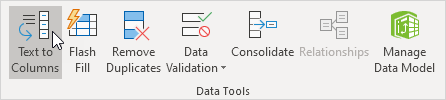 Text to
Columns
Flash
Fill
Remove
Duplicates
Data
Validation
Consolidate
Relationships
Manage
Data Model
Data Tools